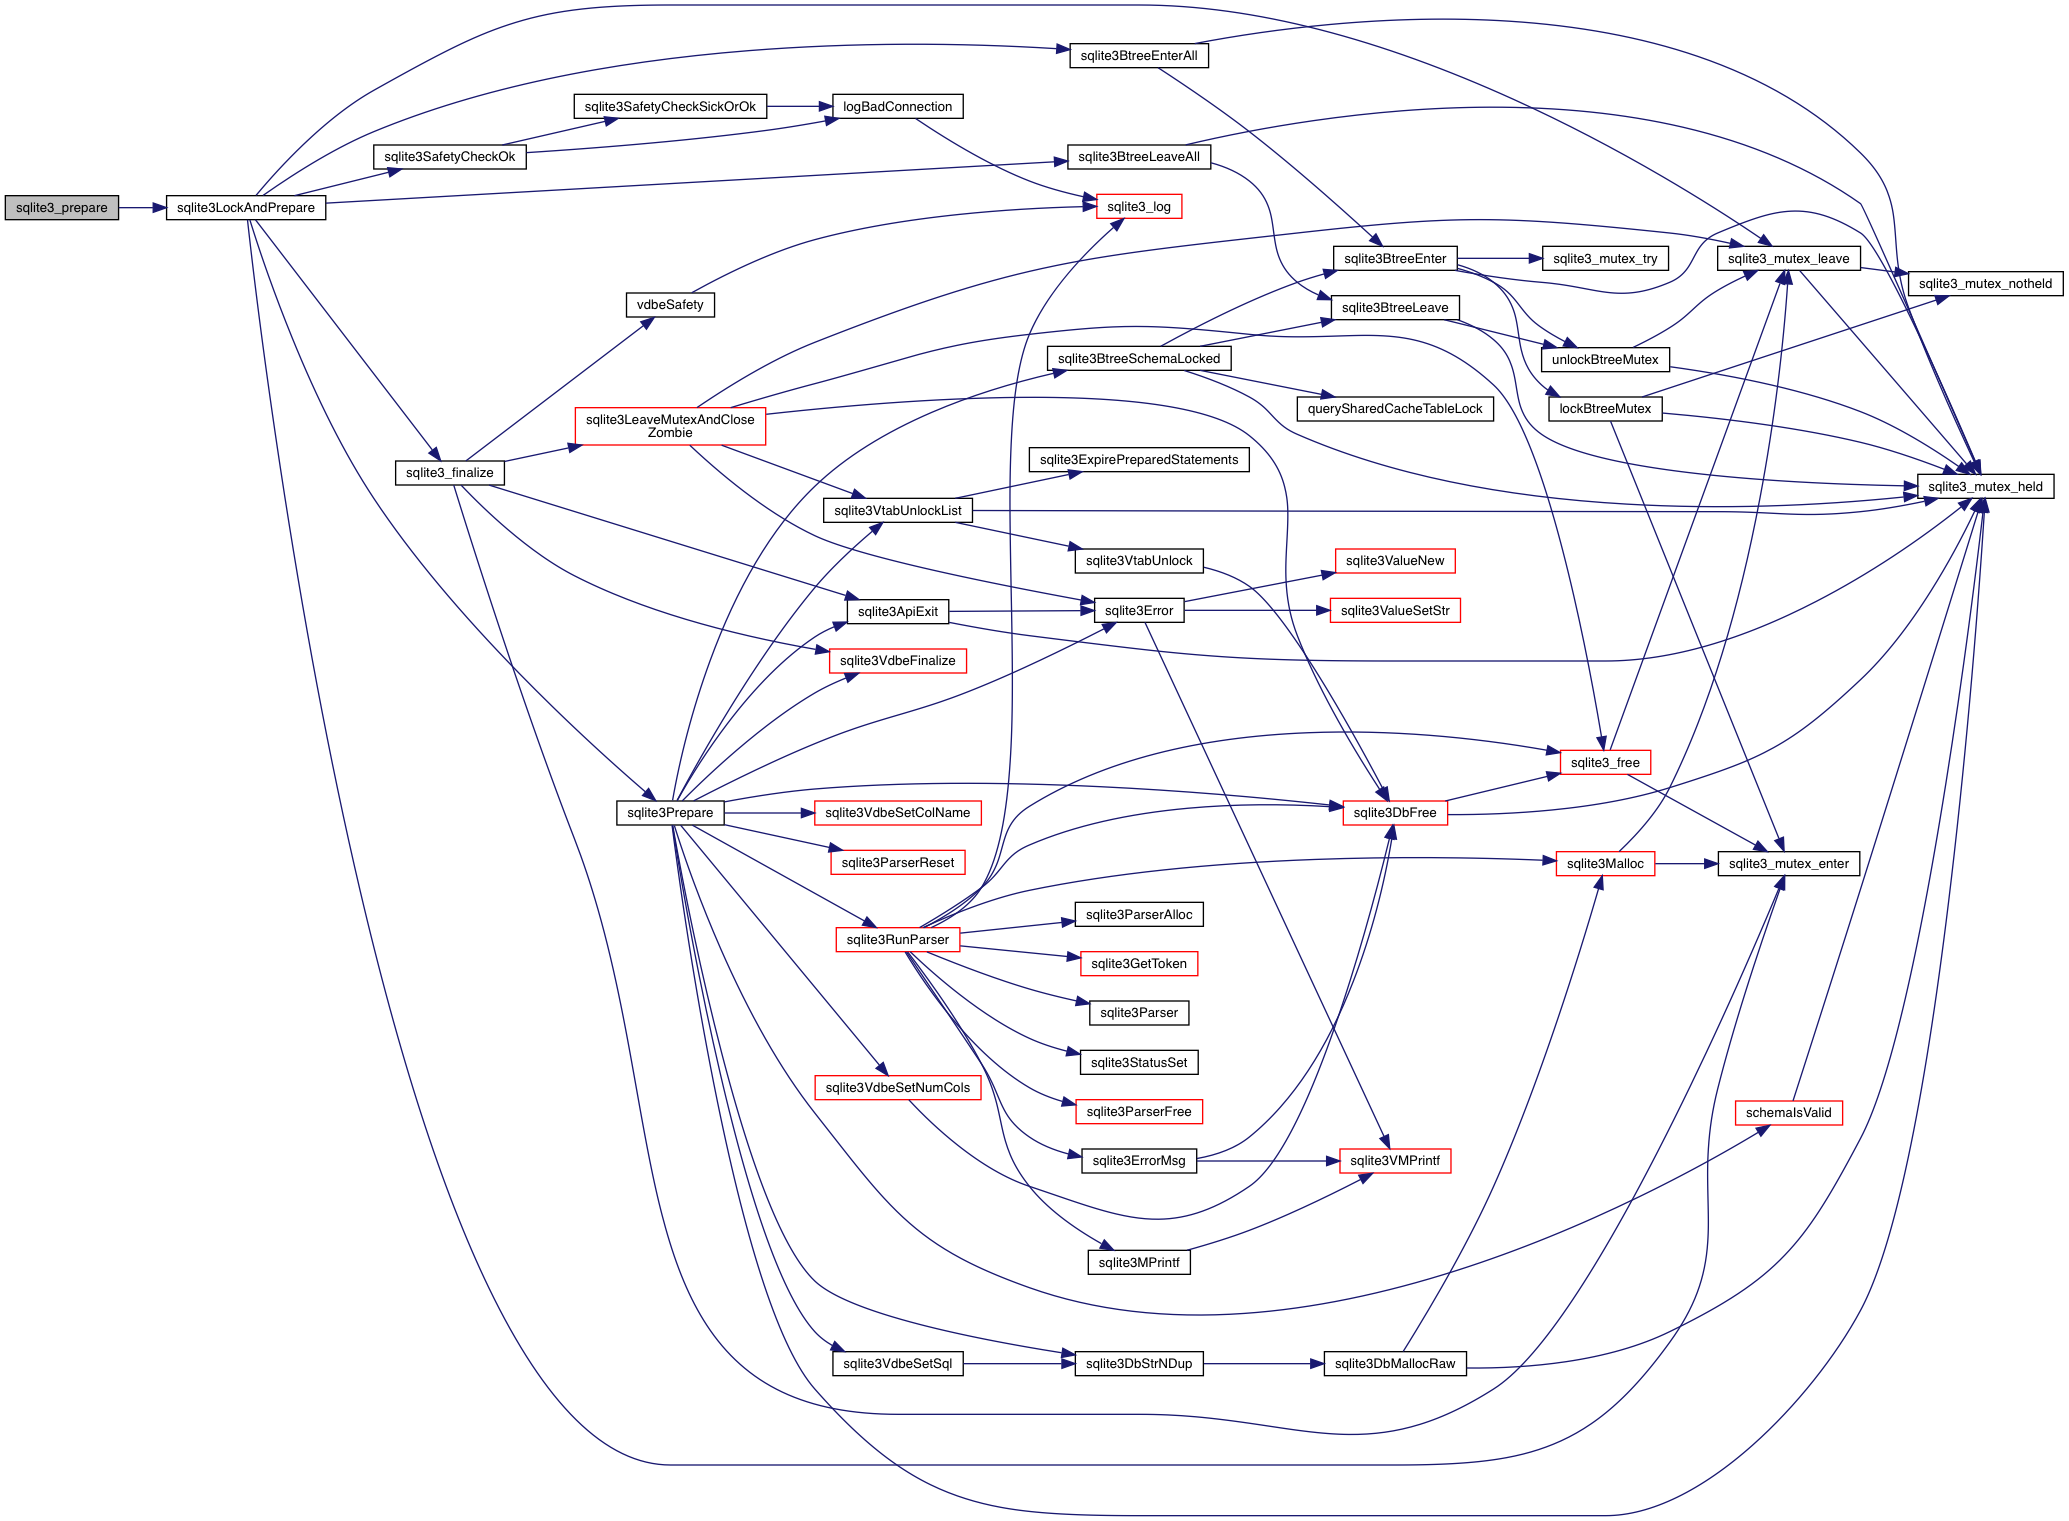 sqlite3_prepare
sqlite3LockAndPrepare
sqlite3SafetyCheckOk
sqlite3_finalize
sqlite3SafetyCheckSickOrOk
vdbeSafety
sqlite3LeaveMutexAndClose
Zombie
sqlite3Prepare
logBadConnection
sqlite3VtabUnlockList
sqlite3ApiExit
sqlite3VdbeFinalize
sqlite3VdbeSetColName
sqlite3ParserReset
sqlite3RunParser
sqlite3VdbeSetNumCols
sqlite3VdbeSetSql
sqlite3BtreeEnterAll
sqlite3BtreeLeaveAll
sqlite3_log
sqlite3BtreeSchemaLocked
sqlite3ExpirePreparedStatements
sqlite3VtabUnlock
sqlite3Error
sqlite3ParserAlloc
sqlite3GetToken
sqlite3Parser
sqlite3StatusSet
sqlite3ParserFree
sqlite3ErrorMsg
sqlite3MPrintf
sqlite3DbStrNDup
sqlite3BtreeEnter
sqlite3BtreeLeave
querySharedCacheTableLock
sqlite3ValueNew
sqlite3ValueSetStr
sqlite3DbFree
sqlite3VMPrintf
sqlite3DbMallocRaw
sqlite3_mutex_try
unlockBtreeMutex
lockBtreeMutex
sqlite3_free
sqlite3Malloc
sqlite3_mutex_leave
sqlite3_mutex_enter
schemaIsValid
sqlite3_mutex_notheld
sqlite3_mutex_held